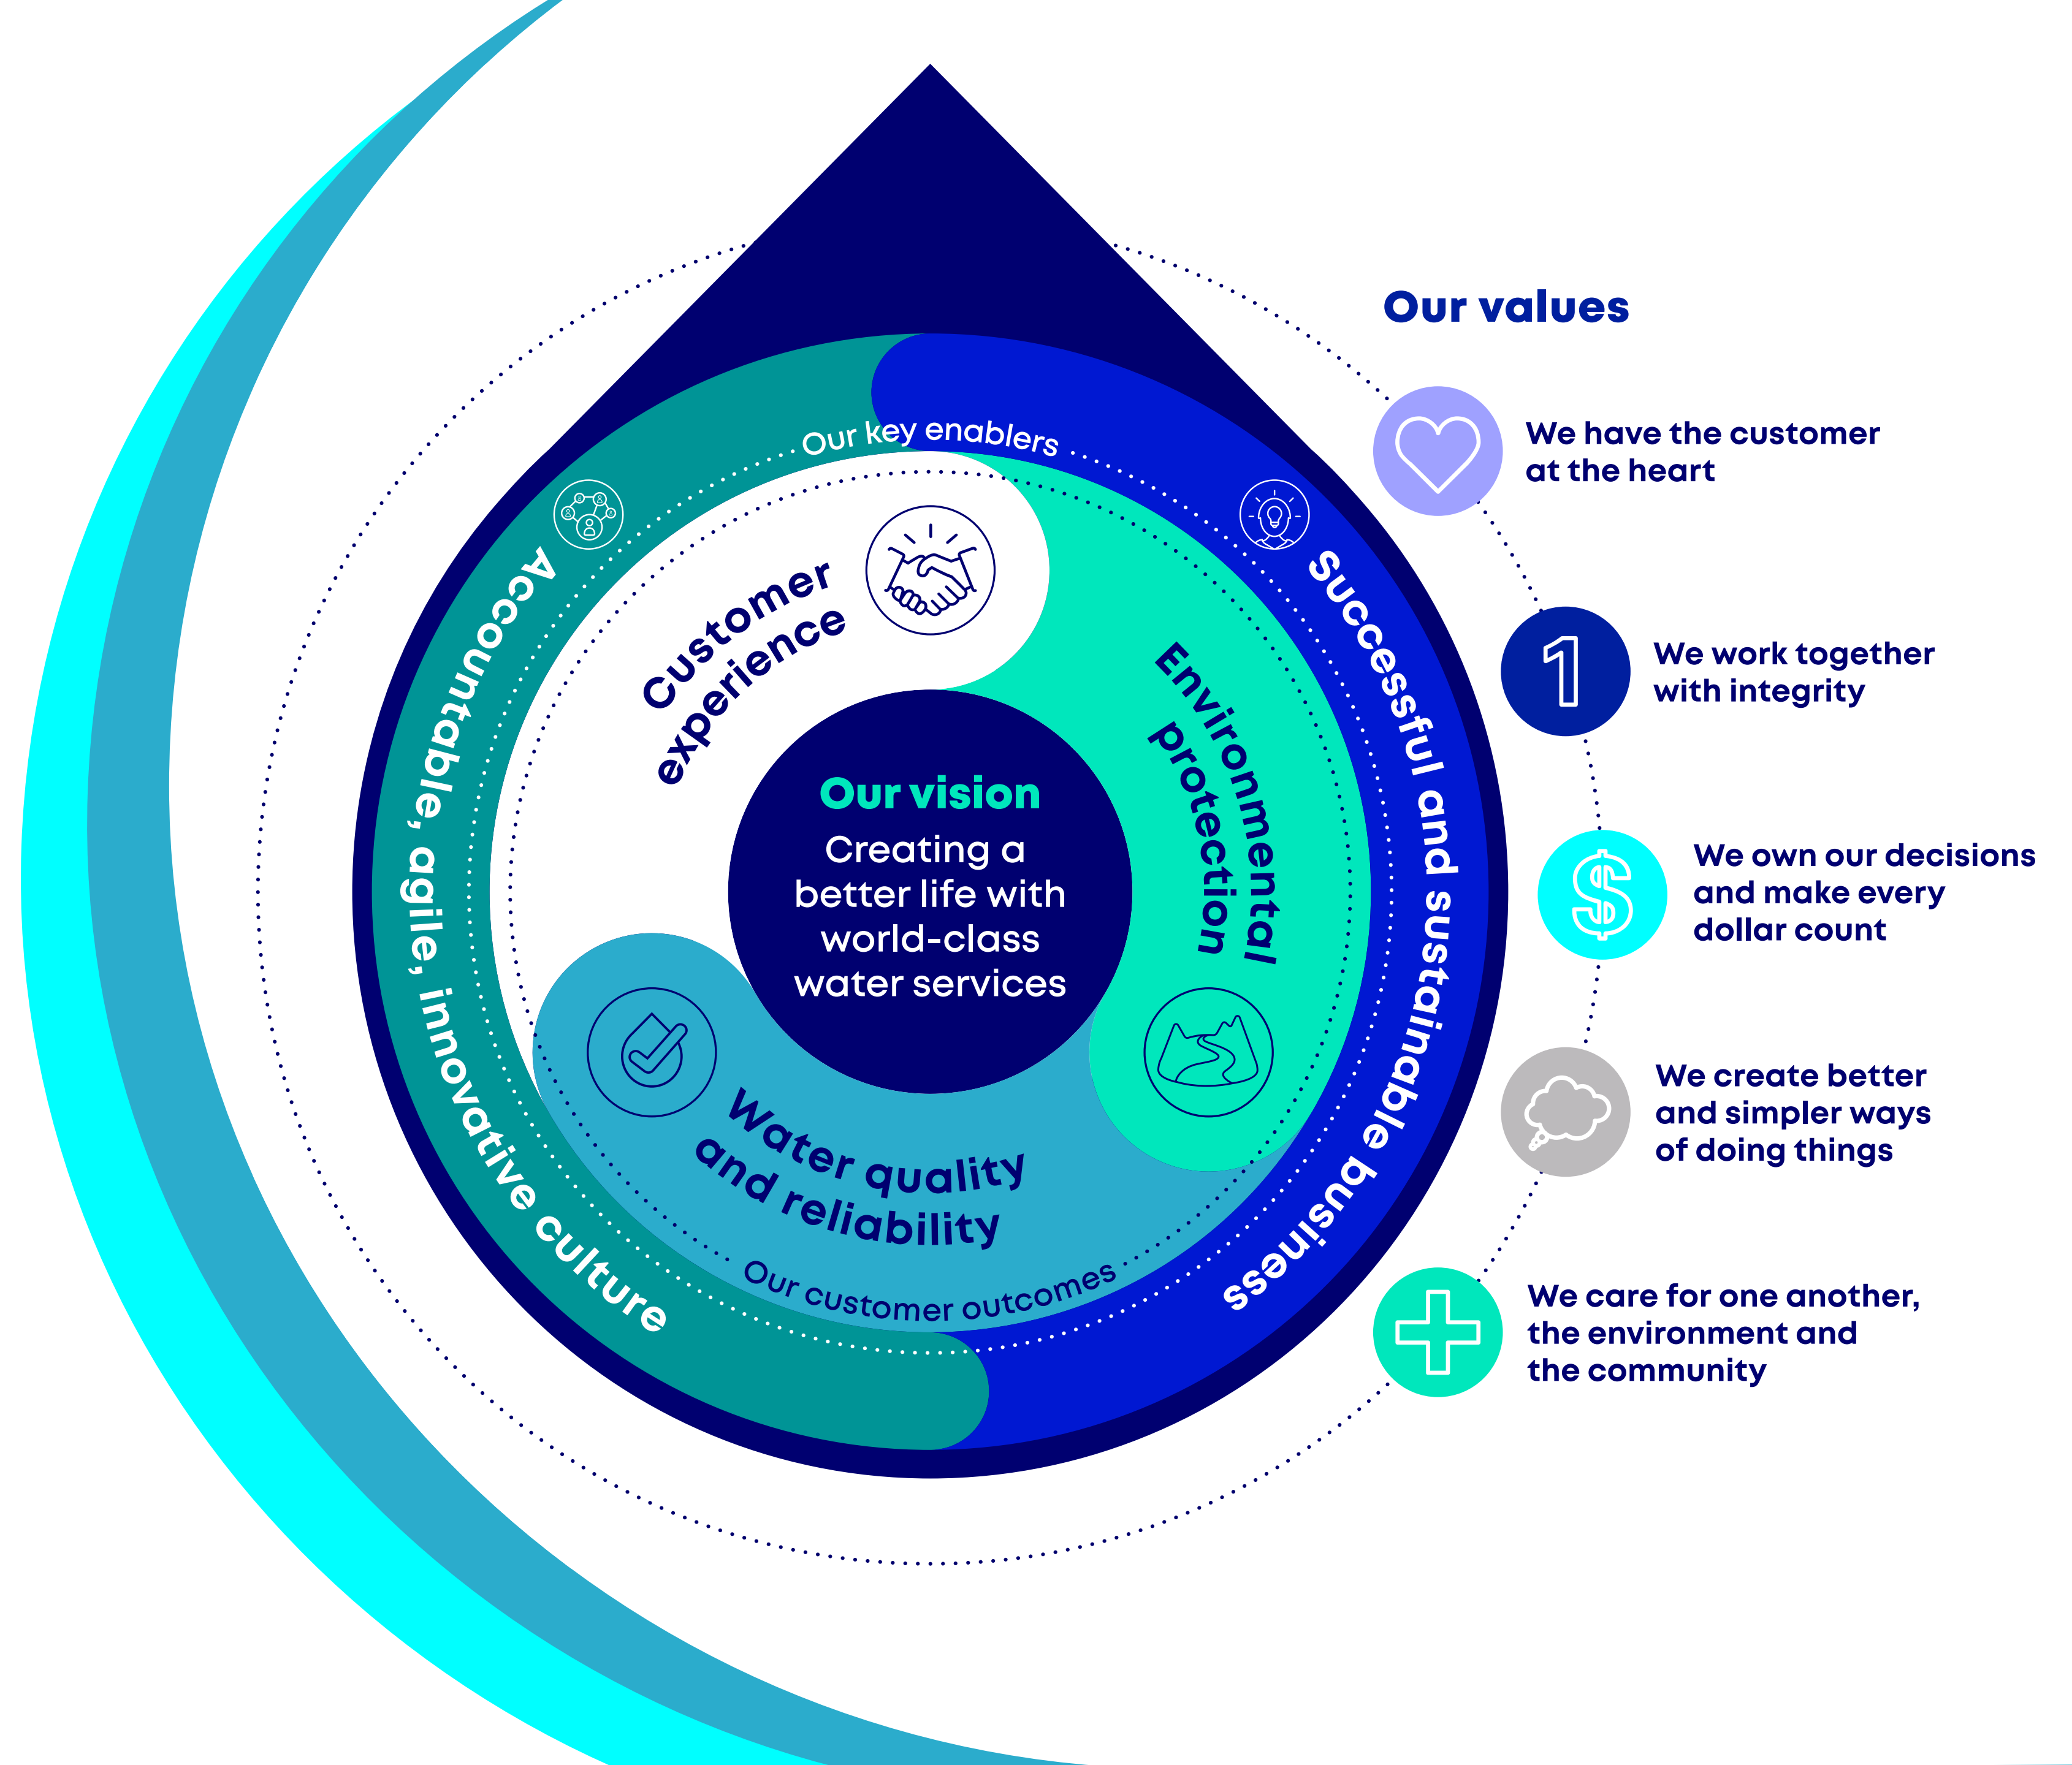 Our values
We have the customer
at the heart
We work together
with integrity
We own our decisions
and make every
dollar count
We create better
and simpler ways
of doing things
We care for one another,
the environment and
the community
Our key enablers
Accountable, agile, innovative culture
Successful and sustainable business
Customer
experience
Environmental
protection
Water quality
and reliability
Our customer outcomes
Our vision
Creating a
better life with
world-class
water services
1
$